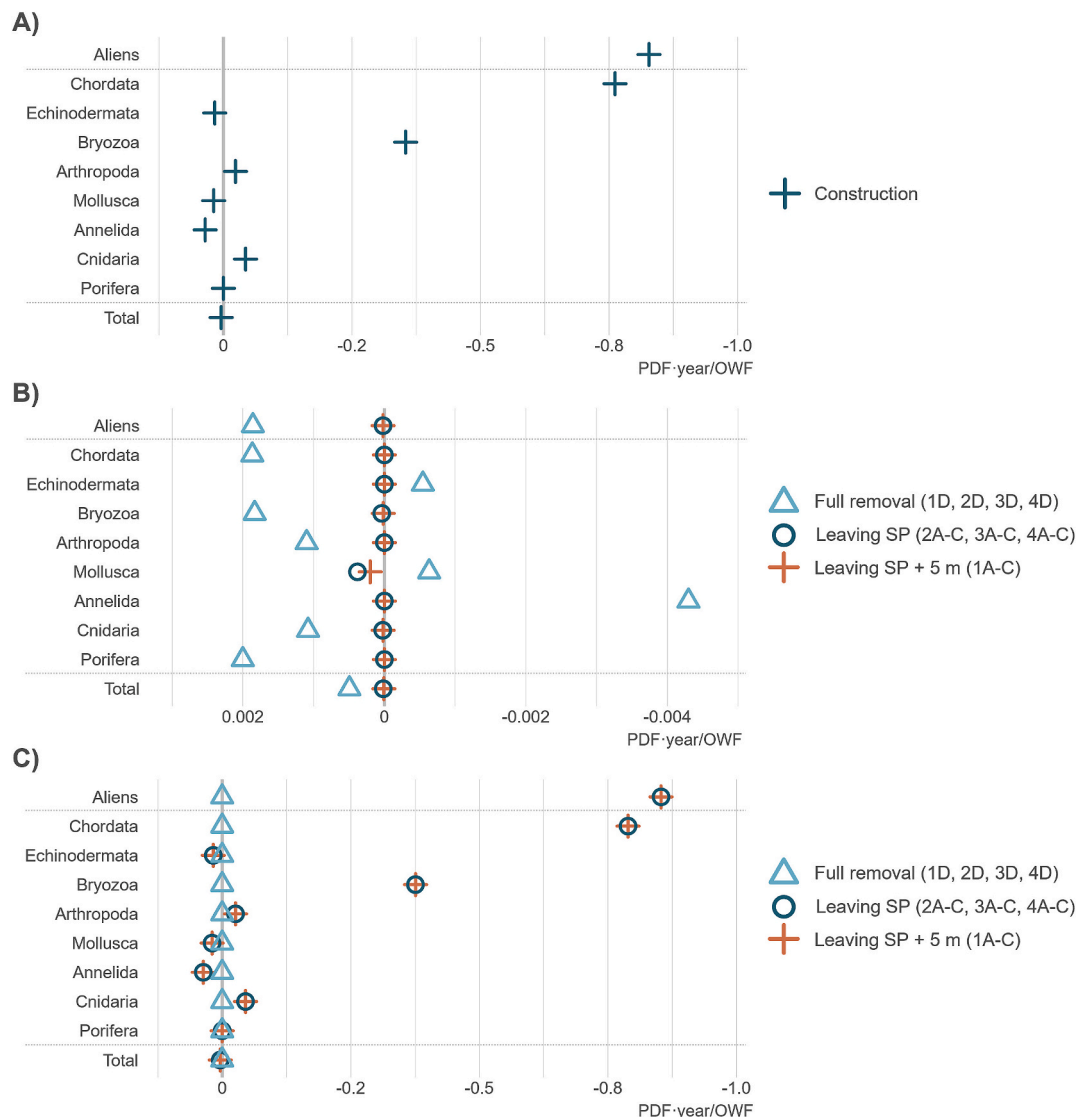 A)
Aliens
Chordata
Echinodermata
Bryozoa
Arthropoda
Mollusca
Annelida
Cnidaria
Porifera
Total
0 -0.2 -0.5 -0.8 -1.0
PDF·year/OWF
Construction
B)
Aliens
Chordata
Echinodermata
Bryozoa
Arthropoda
Mollusca
Annelida
Cnidaria
Porifera
Total
0.002 0 -0.002 -0.004
PDF·year/OWF
Full removal (1D, 2D, 3D, 4D)
Leaving SP (2A-C, 3A-C, 4A-C)
Leaving SP + 5 m (1A-C)
C)
Aliens
Chordata
Echinodermata
Bryozoa
Arthropoda
Mollusca
Annelida
Cnidaria
Porifera
Total
0 -0.2 -0.5 -0.8 -1.0
PDF·year/OWF
Full removal (1D, 2D, 3D, 4D)
Leaving SP (2A-C, 3A-C, 4A-C)
Leaving SP + 5 m (1A-C)